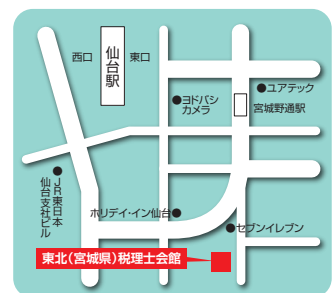 西口
仙台駅
東口
●ユアテック
●ヨドバシ
カメラ
宮城野通駅
●JR東日本
仙台支社ビル
ホリデイ・イン仙台●
●セブンイレブン
東北(宮城県)税理士会館